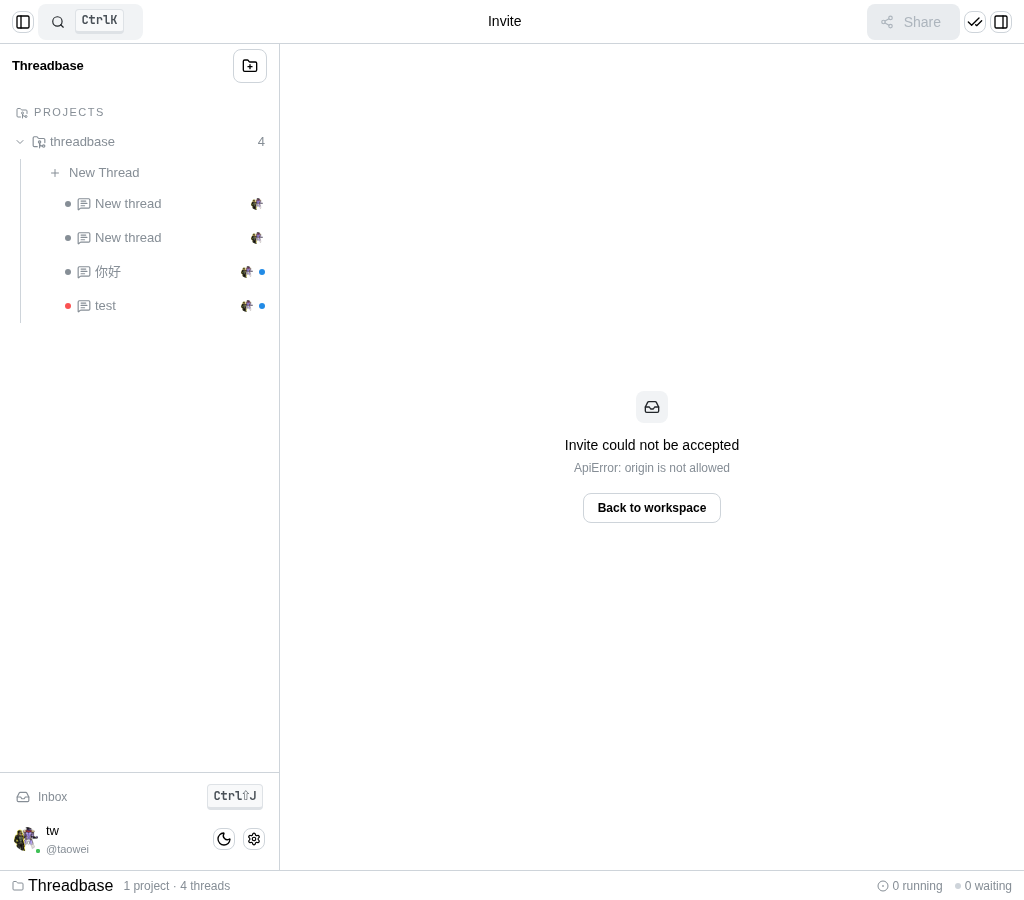 CtrlK
Invite
Share
Threadbase
PROJECTS
threadbase 4
New Thread
New thread
New thread
你好
test
Invite could not be accepted
ApiError: origin is not allowed
Back to workspace
Inbox
Ctrl⇧J
tw
@taowei
Threadbase 1 project · 4 threads
0 running 0 waiting